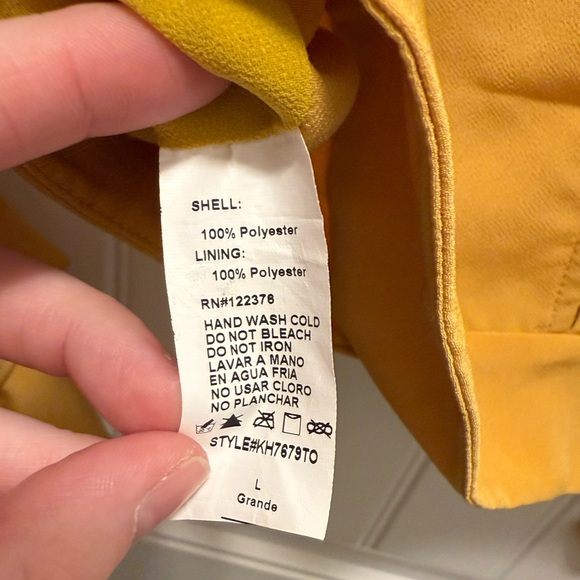 SHELL:
100% Polyester
LINING:
100% Polyester
RN#122376
HAND WASH COLD
DO NOT BLEACH
DO NOT IRON
LAVAR A MANO
EN AGUA FRIA
NO USAR CLORO
NO PLANCHAR
STYLE#KH7679TO
L
Grande